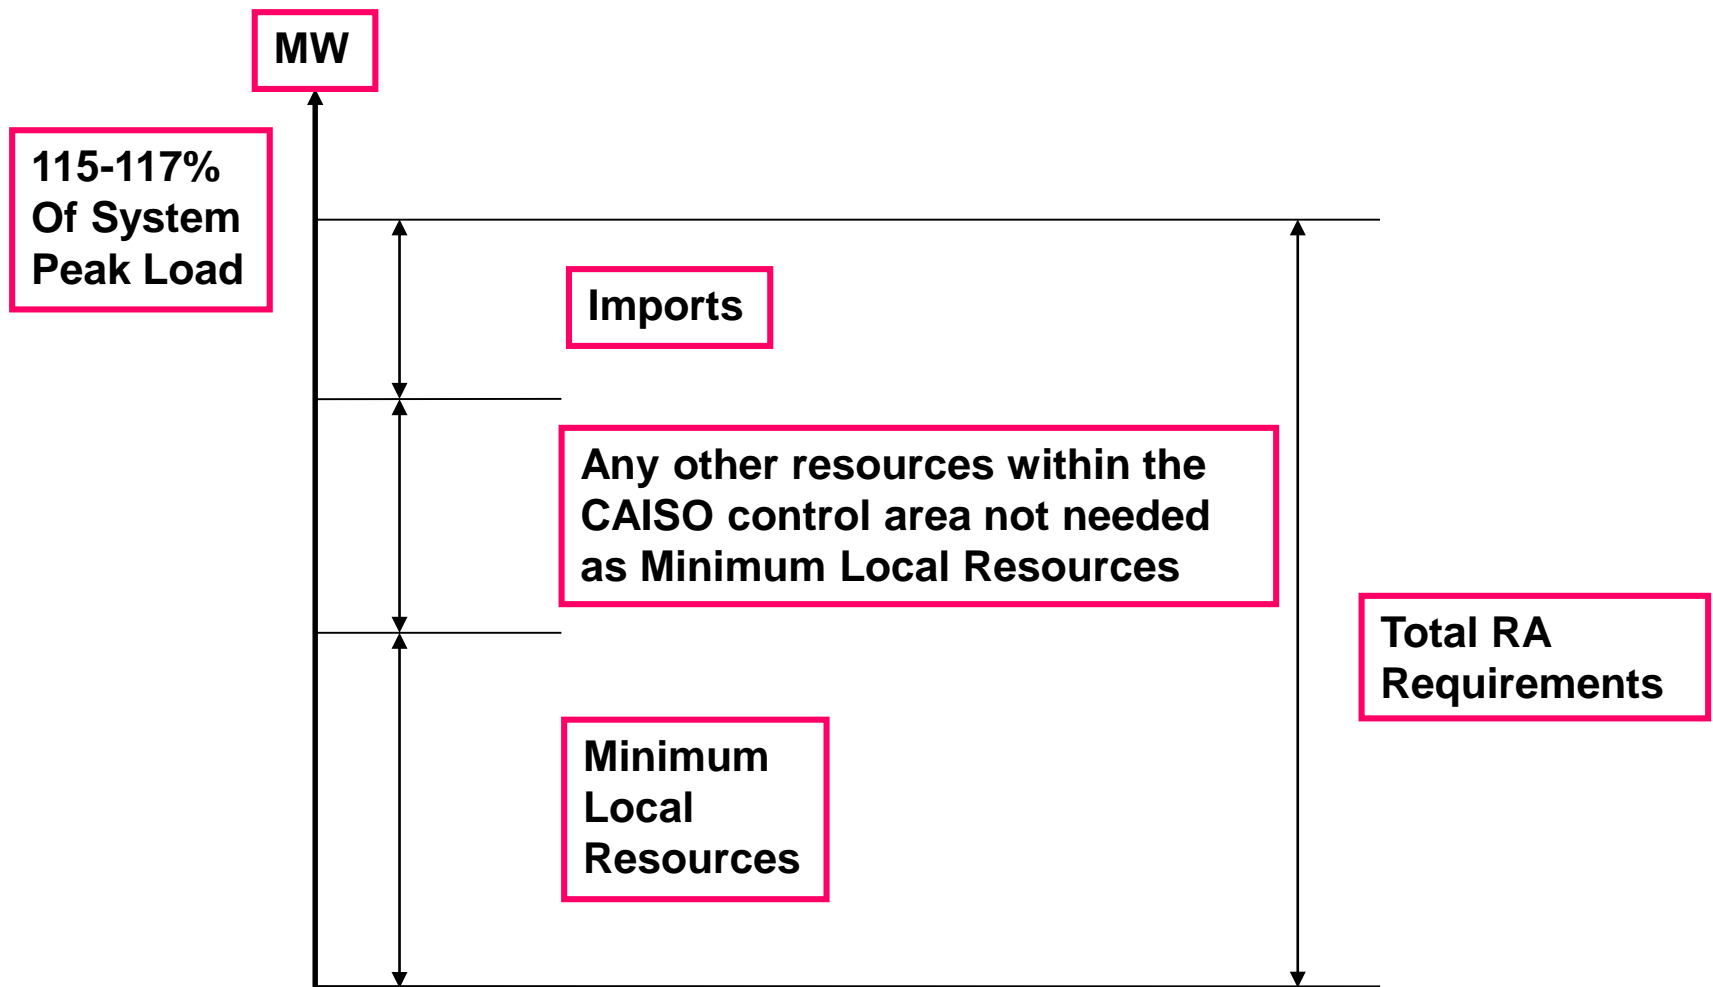 MW
115-117%
Of System
Peak Load
Imports
Any other resources within the
CAISO control area not needed
as Minimum Local Resources
Total RA
Requirements
Minimum
Local
Resources